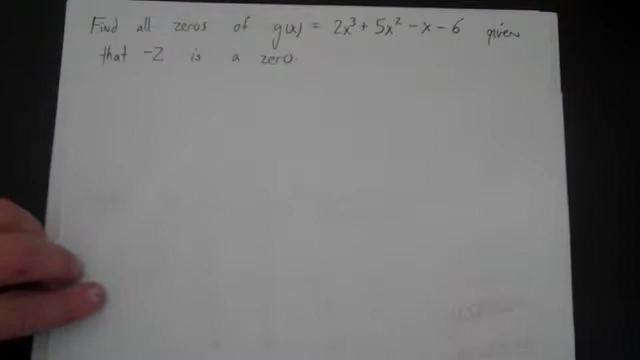 Find all zeros of g(x) = 2x³ + 5x² - x - 6 given
that -2 is a zero.